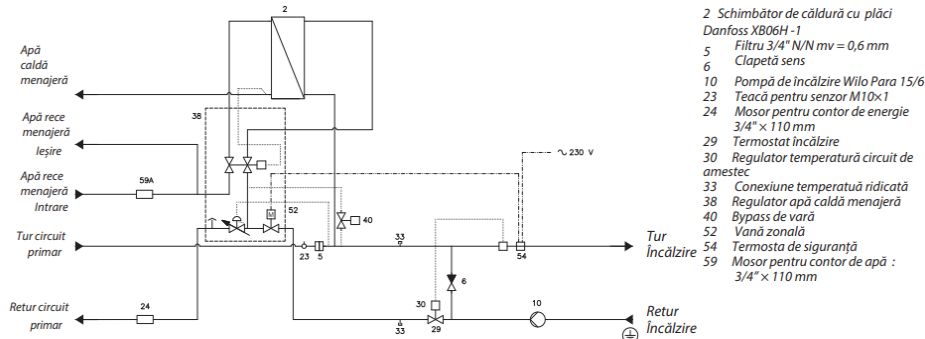 2
Apă
caldă
menajeră
38
Apă rece
menajeră
Ieșire
Apă rece
menajeră
Intrare
59A
~ 230 V
M
52
40
Tur circuit
primar
23
5
33
54
Tur
Încălzire
6
30
10
24
Retur circuit
primar
33
29
Retur
Încălzire
2 Schimbător de căldură cu plăci
Danfoss XB06H -1
5 Filtru 3/4" N/N mv = 0,6 mm
6 Clapetă sens
10 Pompă de încălzire Wilo Para 15/6
23 Teacă pentru senzor M10×1
24 Mosor pentru contor de energie
3/4" × 110 mm
29 Termostat încălzire
30 Regulator temperatură circuit de
amestec
33 Conexiune temperatuă ridicată
38 Regulator apă caldă menajeră
40 Bypass de vară
52 Vană zonală
54 Termosta de siguranță
59 Mosor pentru contor de apă :
3/4" × 110 mm